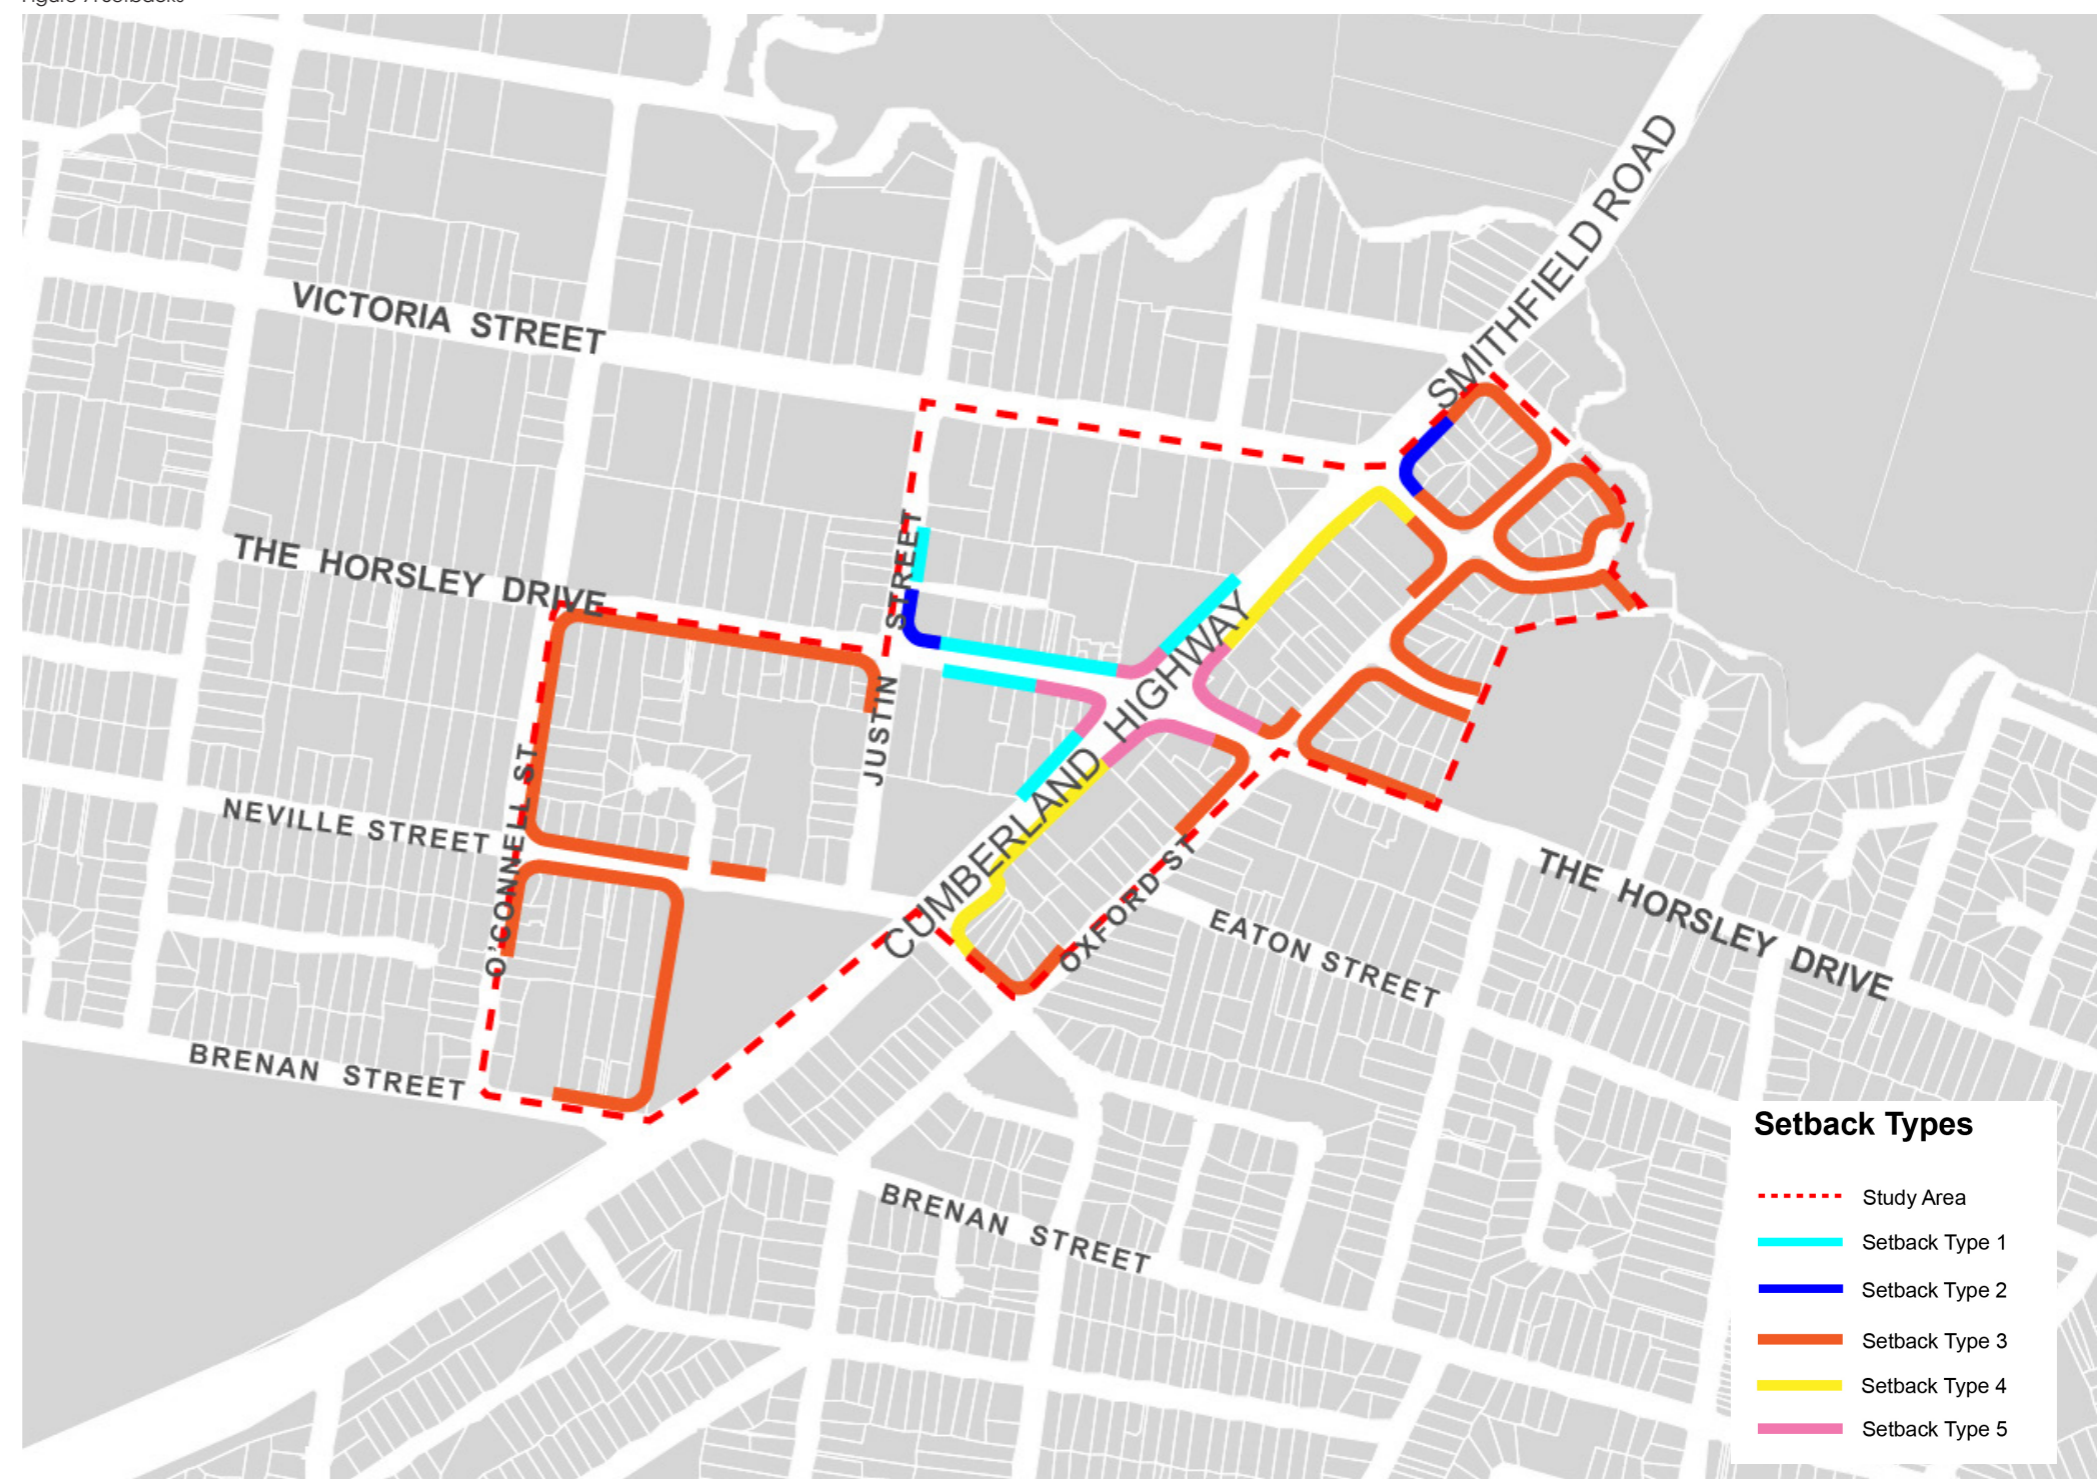 SMITHFIELD ROAD
VICTORIA STREET
THE HORSLEY DRIVE
JUSTIN STREET
CUMBERLAND HIGHWAY
O'CONNELL ST
NEVILLE STREET
OXFORD ST
EATON STREET
THE HORSLEY DRIVE
BRENAN STREET
BRENAN STREET
Setback Types
Study Area
Setback Type 1
Setback Type 2
Setback Type 3
Setback Type 4
Setback Type 5